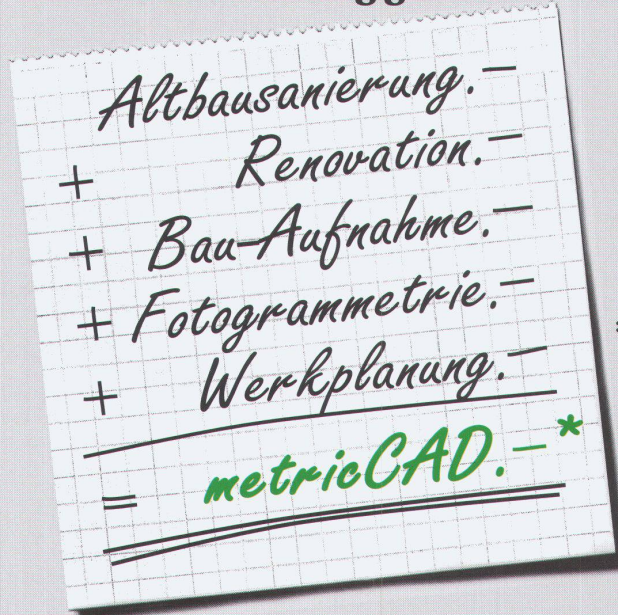 Altbausanierung.–
+ Renovation.–
+ Bau-Aufnahme.–
+ Fotogrammetrie.–
+ Werkplanung.–
= metricCAD.–*